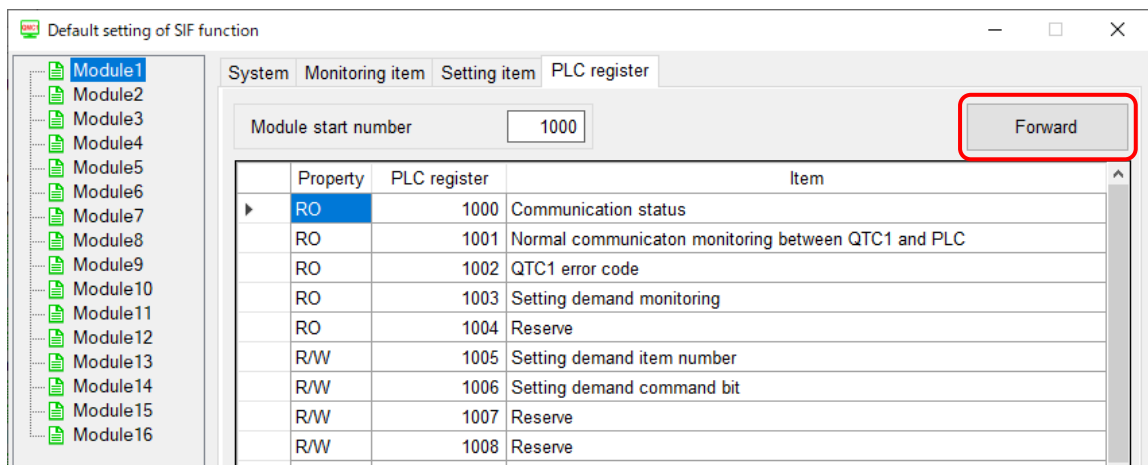 QMC1 Default setting of SIF function
Module1
Module2
Module3
Module4
Module5
Module6
Module7
Module8
Module9
Module10
Module11
Module12
Module13
Module14
Module15
Module16
System Monitoring item Setting item PLC register
Module start number 1000 Forward
Property PLC register Item
RO 1000 Communication status
RO 1001 Normal communicaton monitoring between QTC1 and PLC
RO 1002 QTC1 error code
RO 1003 Setting demand monitoring
RO 1004 Reserve
R/W 1005 Setting demand item number
R/W 1006 Setting demand command bit
R/W 1007 Reserve
R/W 1008 Reserve